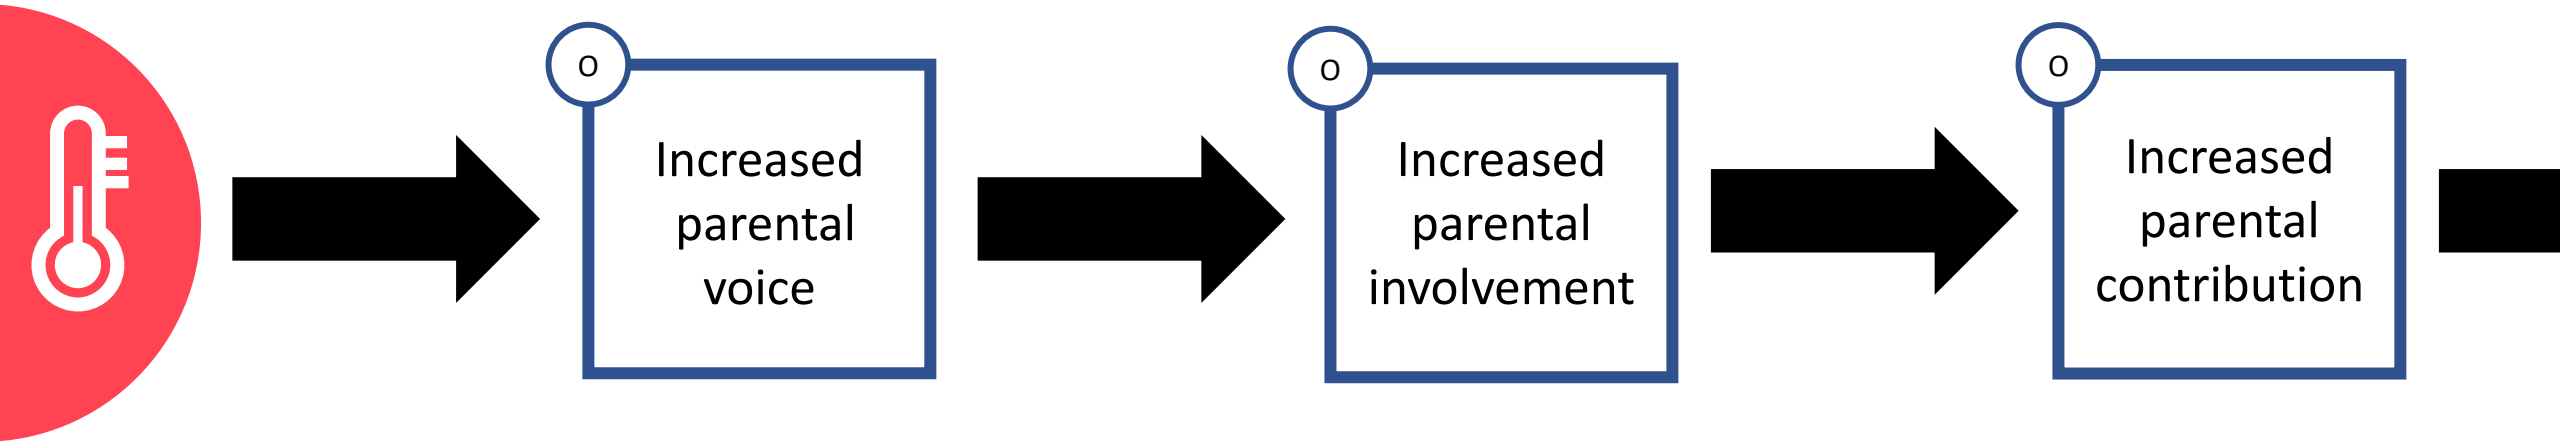 o
Increased
parental
voice
o
Increased
parental
involvement
o
Increased
parental
contribution